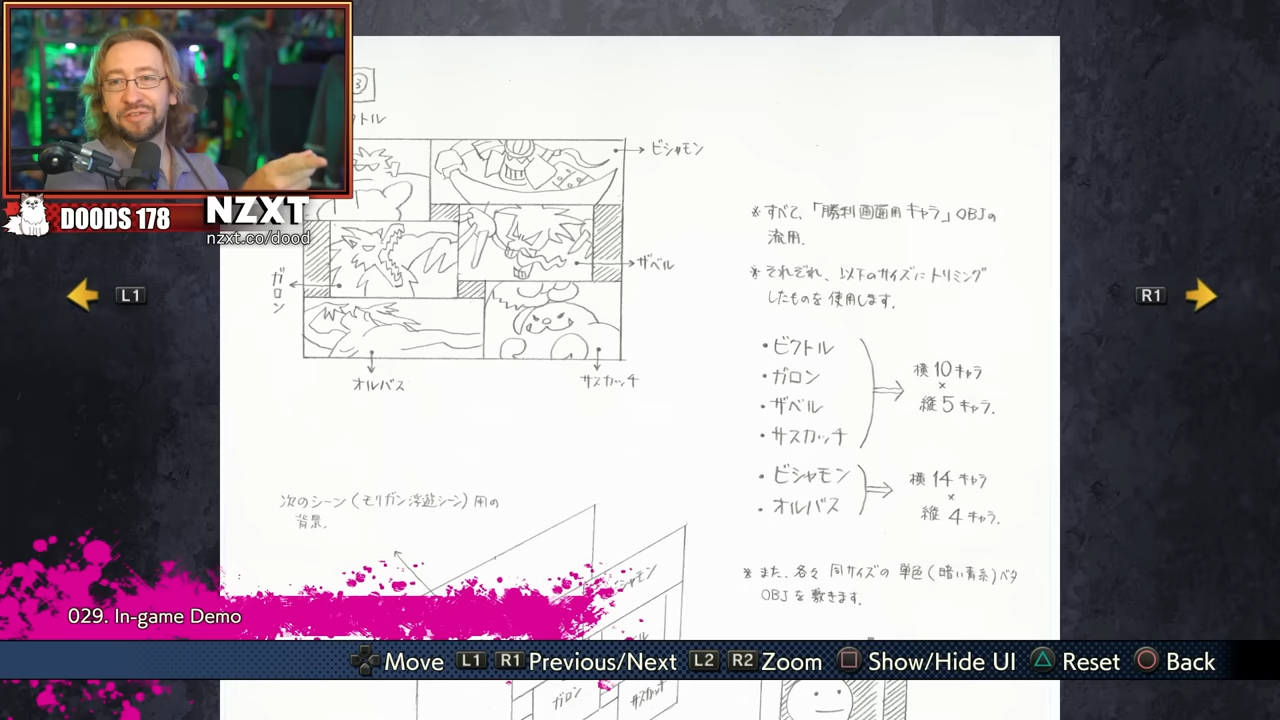 ③
トル
ビシャモン
ザベル
ガロン
オルバス
サスカッチ
DOODS 178
NZXT
nzxt.co/dood
L1
R1
※すべて、「勝利画面用キャラ」OBJの
流用.
※それぞれ、以下のサイズにトリミング
したものを使用します.
・ビクトル
・ガロン
・ザベル
・サスカッチ
横10キャラ
×
縦5キャラ.
・ビシャモン
・オルバス
横14キャラ
×
縦4キャラ.
※また、各々同サイズの単色(暗い青系)ベタ
OBJを敷きます.
次のシーン(モリガン浮遊シーン)用の
背景.
シャモン
ガロン
サスカッチ
029. In-game Demo
Move L1 R1 Previous/Next L2 R2 Zoom Show/Hide UI Reset Back